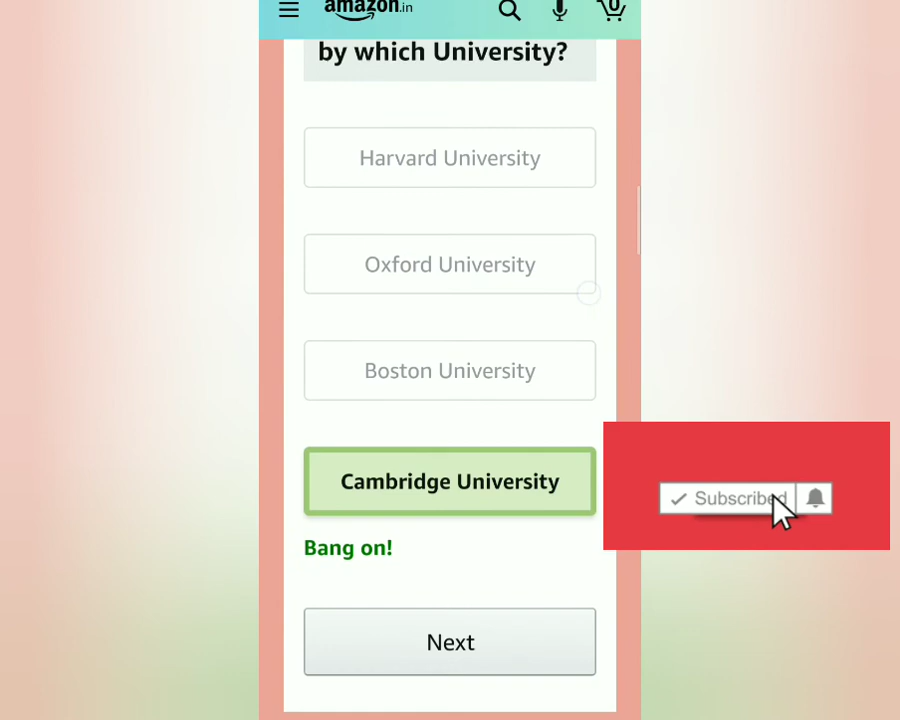 amazon.in
0
by which University?
Harvard University
Oxford University
Boston University
Cambridge University
Bang on!
Subscribed
Next